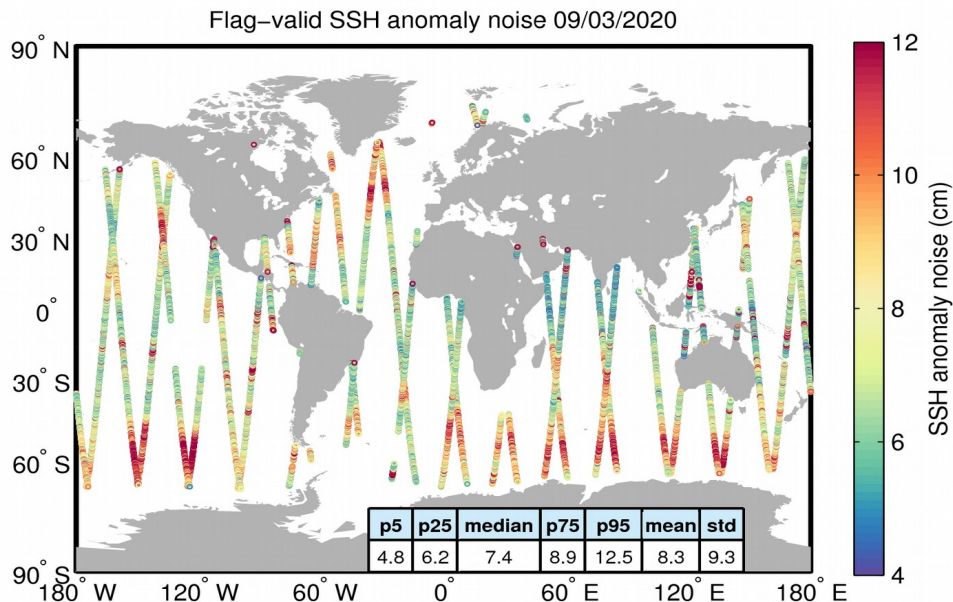 Flag−valid SSH anomaly noise 09/03/2020
90° N
60° N
30° N
0°
30° S
60° S
90° S
180° W
120° W
60° W
0°
60° E
120° E
180° E
p5 p25 median p75 p95 mean std
4.8 6.2 7.4 8.9 12.5 8.3 9.3
12
10
8
6
4
SSH anomaly noise (cm)